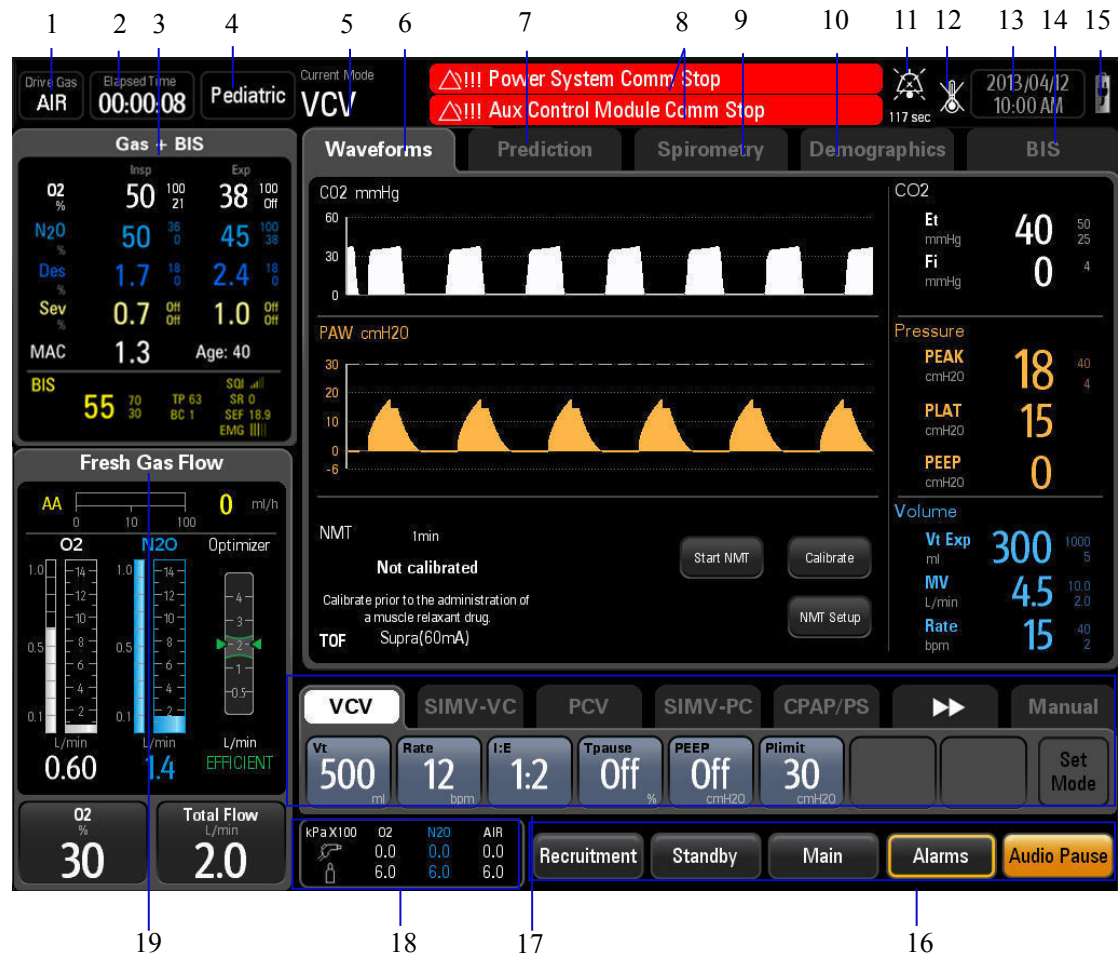 1 2 3 4 5 6 7 8 9 10 11 12 13 14 15
Drive Gas
AIR
Elapsed Time
00:00:08
Pediatric
Current Mode
VCV
!!! Power System Comm Stop
!!! Aux Control Module Comm Stop
117 sec
2013/04/12
10:00 AM
Gas + BIS
Insp Exp
O2 % 50 100 21 38 100 Off
N2O % 50 36 0 45 100 38
Des % 1.7 18 0 2.4 18 0
Sev % 0.7 Off Off 1.0 Off Off
MAC 1.3 Age: 40
BIS 55 70 30
TP 63
BC 1
SQI
SR 0
SEF 18.9
EMG
Waveforms Prediction Spirometry Demographics BIS
CO2 mmHg
60
30
0
PAW cmH2O
30
20
10
0
-6
NMT 1min
Not calibrated
Calibrate prior to the administration of
a muscle relaxant drug.
TOF Supra(60mA)
Start NMT
Calibrate
NMT Setup
CO2
Et mmHg 40 50 25
Fi mmHg 0 4
Pressure
PEAK cmH2O 18 40 4
PLAT cmH2O 15
PEEP cmH2O 0
Volume
Vt Exp ml 300 1000 5
MV L/min 4.5 10.0 2.0
Rate bpm 15 40 2
Fresh Gas Flow
AA 0 ml/h
0 10 100
O2 N2O Optimizer
1.0 0.5 0.1
14 12 10 8 6 4 2
1.0 0.5 0.1
14 12 10 8 6 4 2
4 3 2 1 0.5
L/min L/min L/min
0.60 1.4 EFFICIENT
O2
%
30
Total Flow
L/min
2.0
VCV SIMV-VC PCV SIMV-PC CPAP/PS Manual
Vt 500 ml
Rate 12 bpm
I:E 1:2
Tpause Off %
PEEP Off cmH2O
Plimit 30 cmH2O
Set
Mode
kPa X100 O2 N2O AIR
0.0 0.0 0.0
6.0 6.0 6.0
Recruitment Standby Main Alarms Audio Pause
19 18 17 16